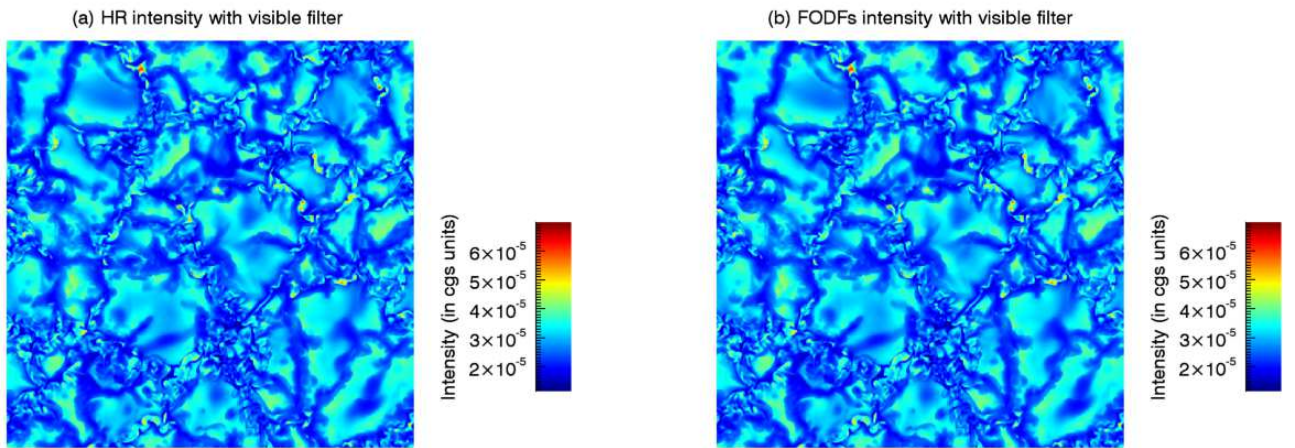 (a) HR intensity with visible filter
Intensity (in cgs units)
6×10⁻⁵
5×10⁻⁵
4×10⁻⁵
3×10⁻⁵
2×10⁻⁵
(b) FODFs intensity with visible filter
Intensity (in cgs units)
6×10⁻⁵
5×10⁻⁵
4×10⁻⁵
3×10⁻⁵
2×10⁻⁵